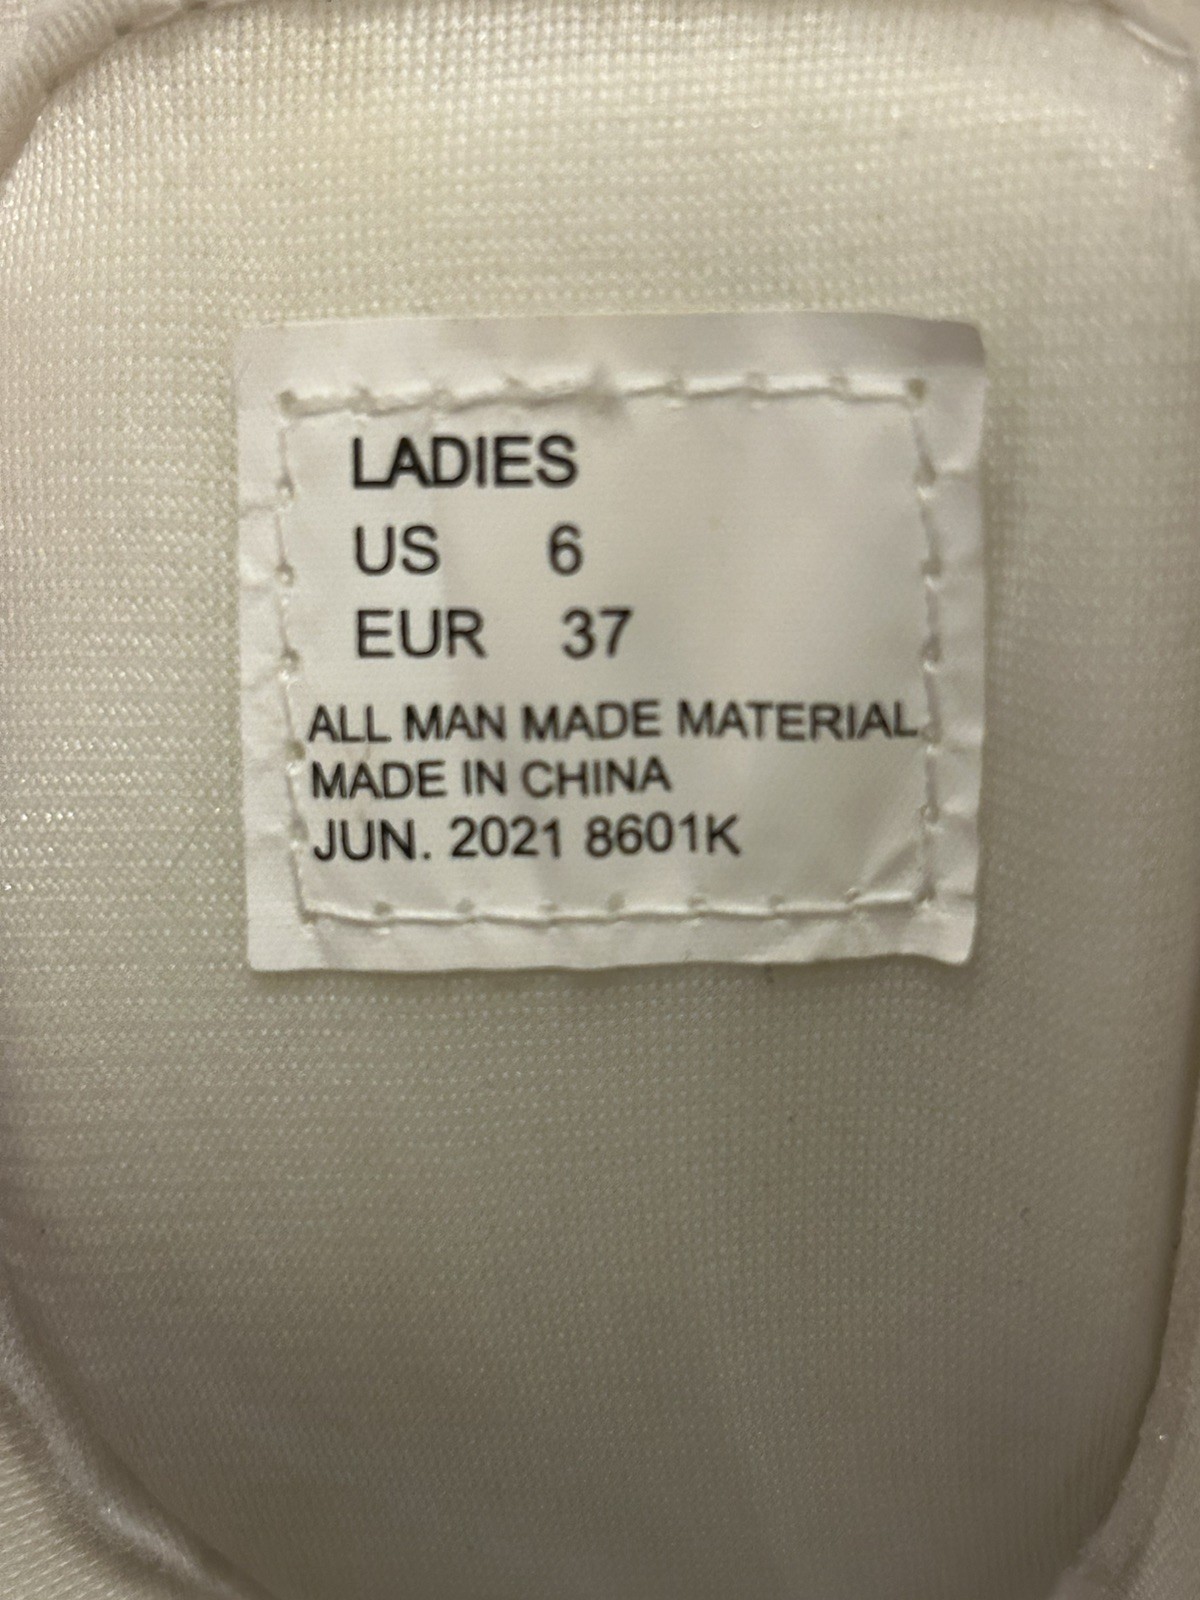 LADIES
US 6
EUR 37
ALL MAN MADE MATERIAL
MADE IN CHINA
JUN. 2021 8601K